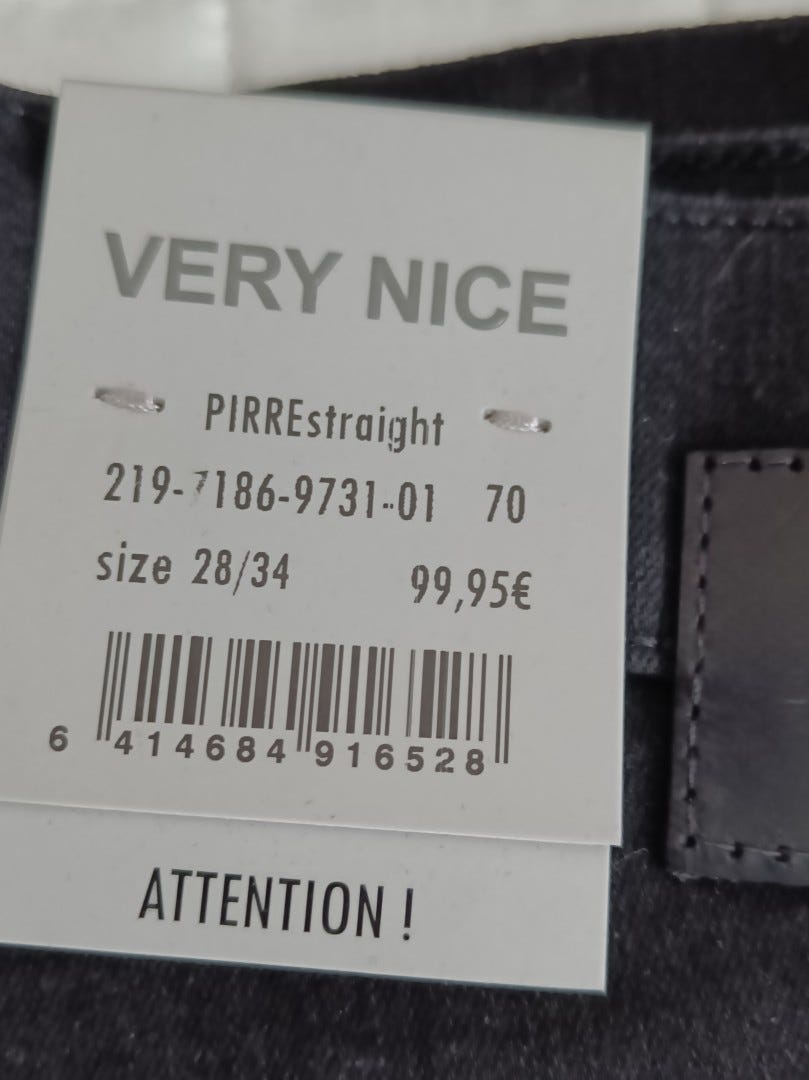 VERY NICE
PIRREstraight
219-7186-9731-01 70
size 28/34 99,95€
6 414684 916528
ATTENTION !